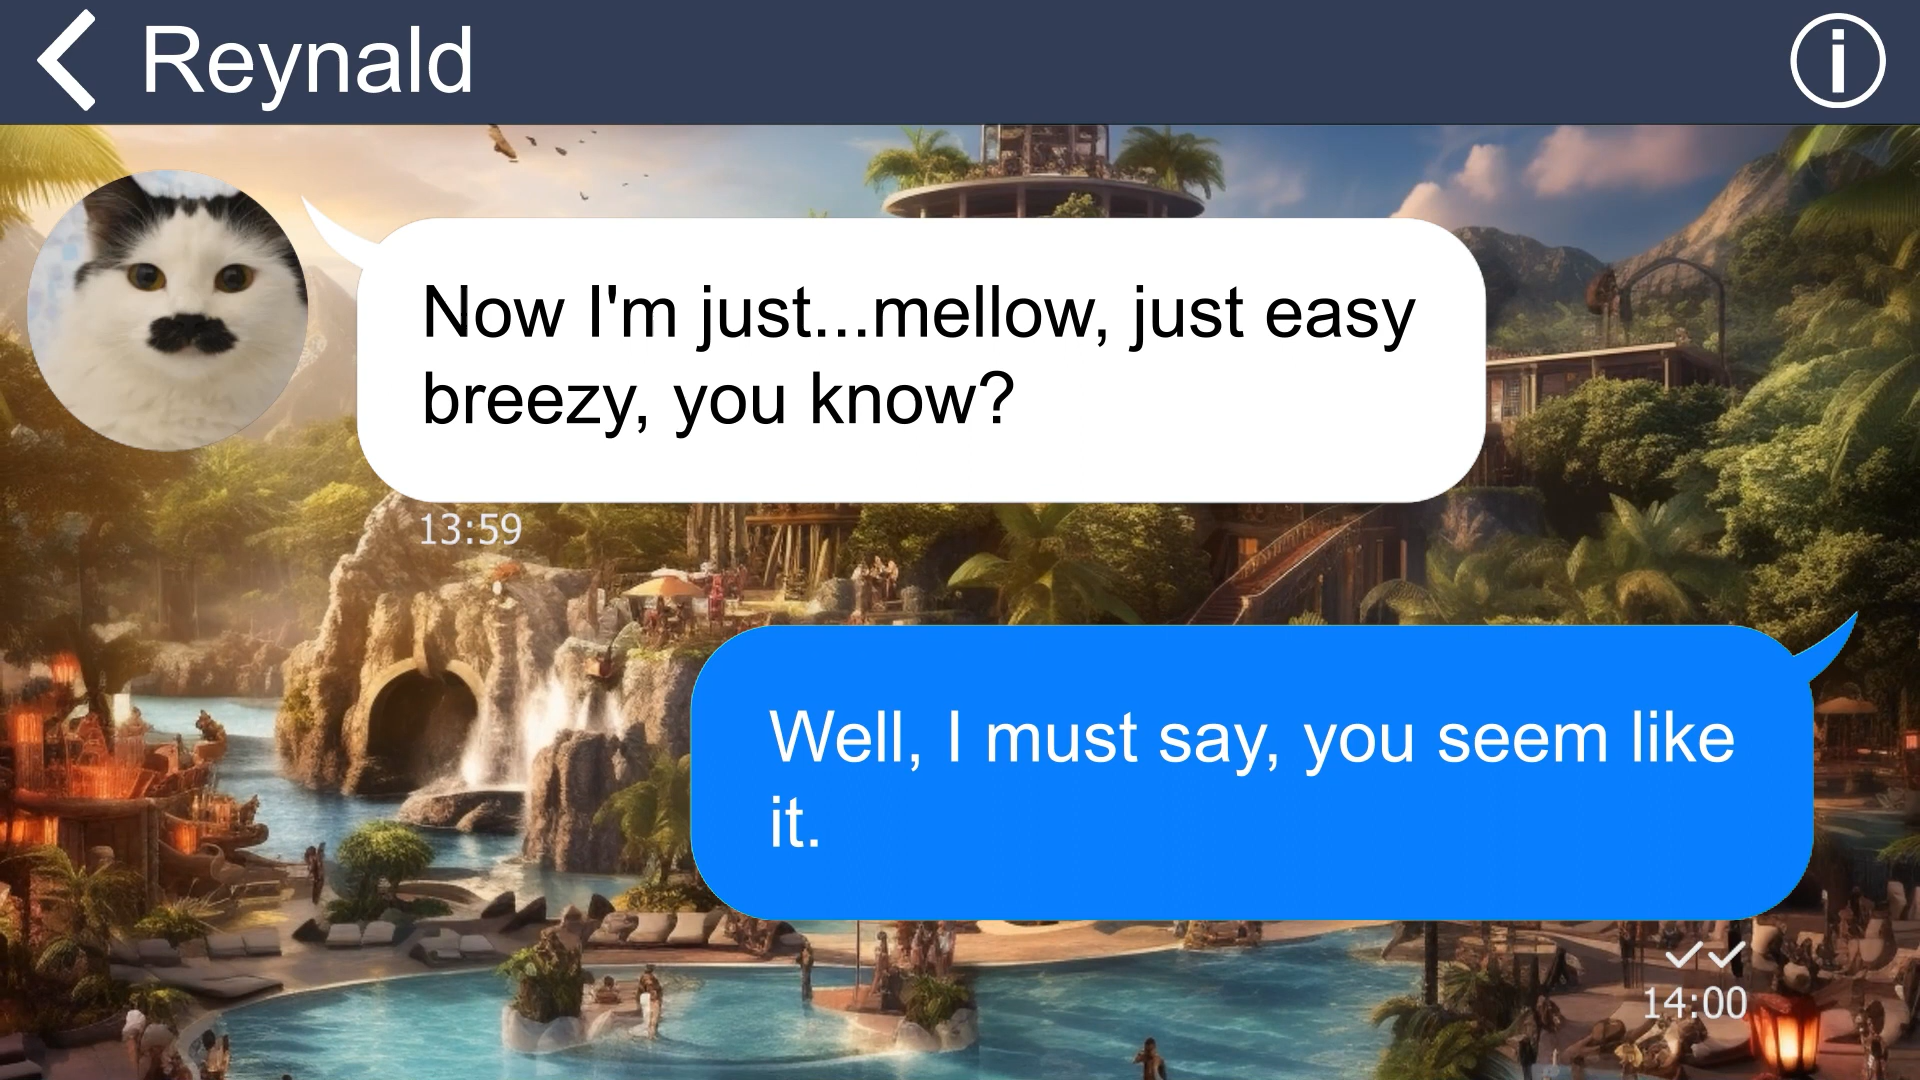 Reynald
Now I'm just...mellow, just easy
breezy, you know?
13:59
Well, I must say, you seem like
it.
14:00